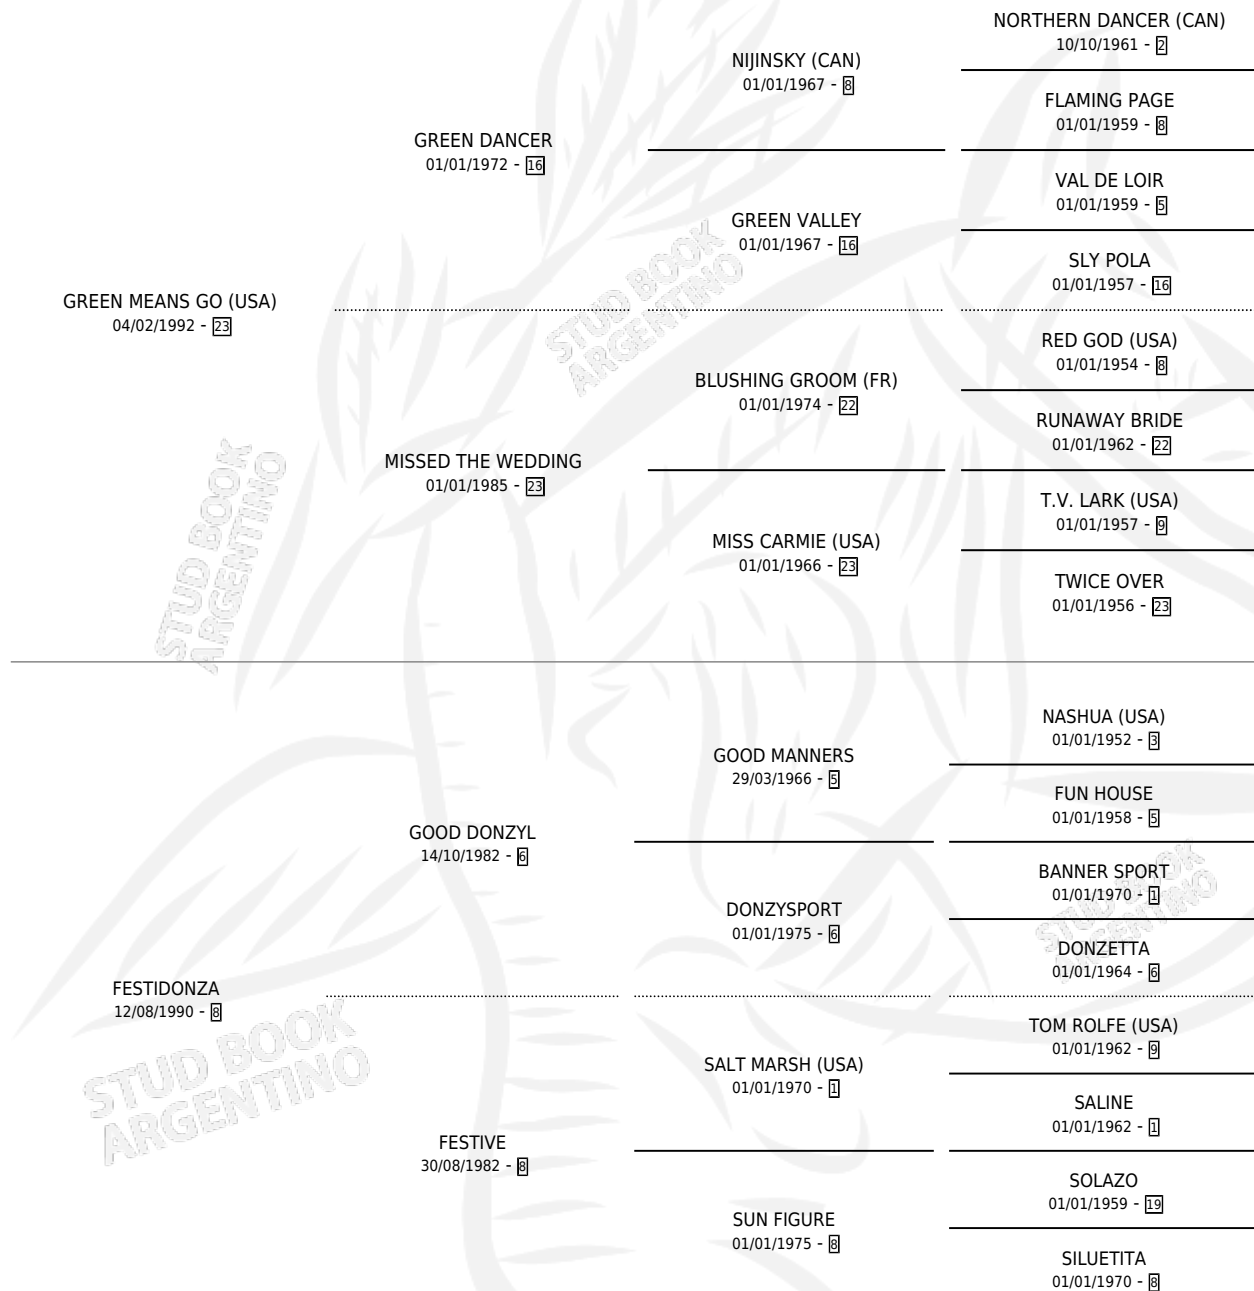 NORTHERN DANCER (CAN)
10/10/1961 - 2
NIJINSKY (CAN)
01/01/1967 - 8
FLAMING PAGE
01/01/1959 - 8
GREEN DANCER
01/01/1972 - 16
VAL DE LOIR
01/01/1959 - 5
GREEN VALLEY
01/01/1967 - 16
SLY POLA
01/01/1957 - 16
GREEN MEANS GO (USA)
04/02/1992 - 23
STUD BOOK
ARGENTINO
RED GOD (USA)
01/01/1954 - 8
BLUSHING GROOM (FR)
01/01/1974 - 22
RUNAWAY BRIDE
01/01/1962 - 22
MISSED THE WEDDING
01/01/1985 - 23
T.V. LARK (USA)
01/01/1957 - 9
MISS CARMIE (USA)
01/01/1966 - 23
TWICE OVER
01/01/1956 - 23
STUD BOOK
ARGENTINO
NASHUA (USA)
01/01/1952 - 3
GOOD MANNERS
29/03/1966 - 5
FUN HOUSE
01/01/1958 - 5
GOOD DONZYL
14/10/1982 - 6
BANNER SPORT
01/01/1970 - 1
DONZYSPORT
01/01/1975 - 6
STUD BOOK
ARGENTINO
DONZETTA
01/01/1964 - 6
FESTIDONZA
12/08/1990 - 8
TOM ROLFE (USA)
01/01/1962 - 9
STUD BOOK
ARGENTINO
SALT MARSH (USA)
01/01/1970 - 1
SALINE
01/01/1962 - 1
FESTIVE
30/08/1982 - 8
SOLAZO
01/01/1959 - 19
SUN FIGURE
01/01/1975 - 8
SILUETITA
01/01/1970 - 8